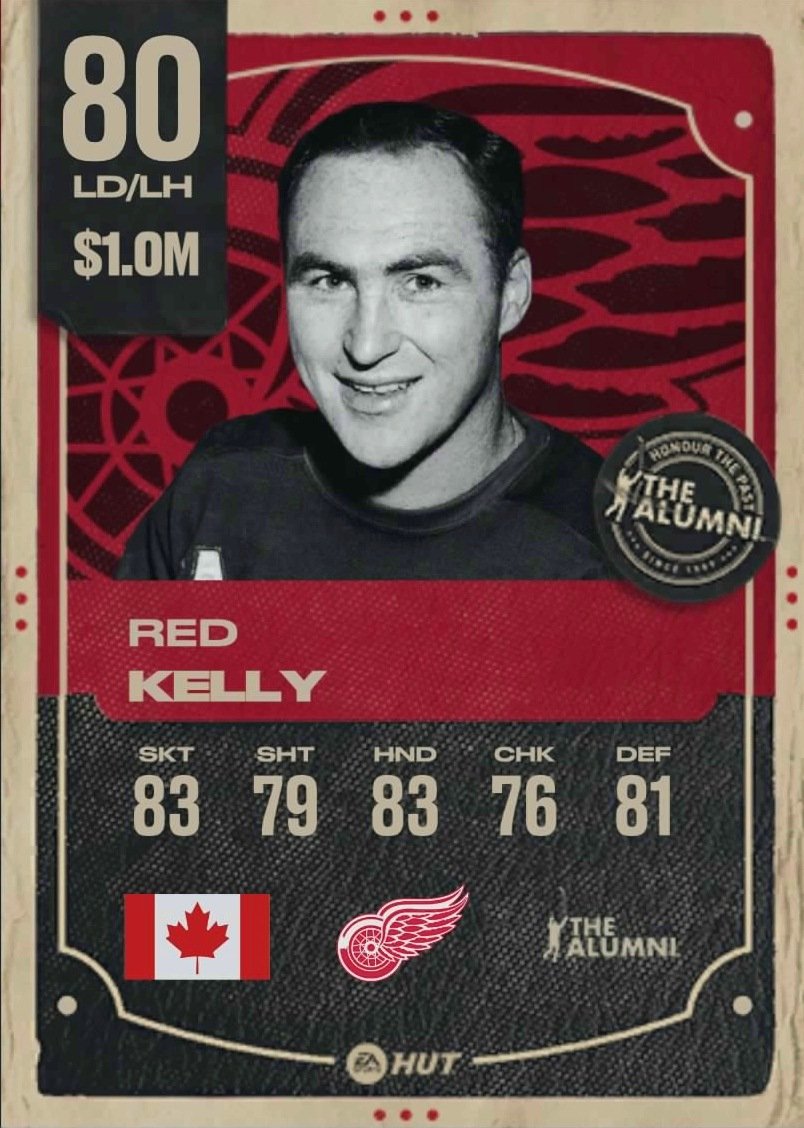 80
LD/LH
$1.0M
HONOUR THE PAST
THE
ALUMNI
RED
KELLY
SKT SHT HND CHK DEF
83 79 83 76 81
THE
ALUMNI
EA HUT